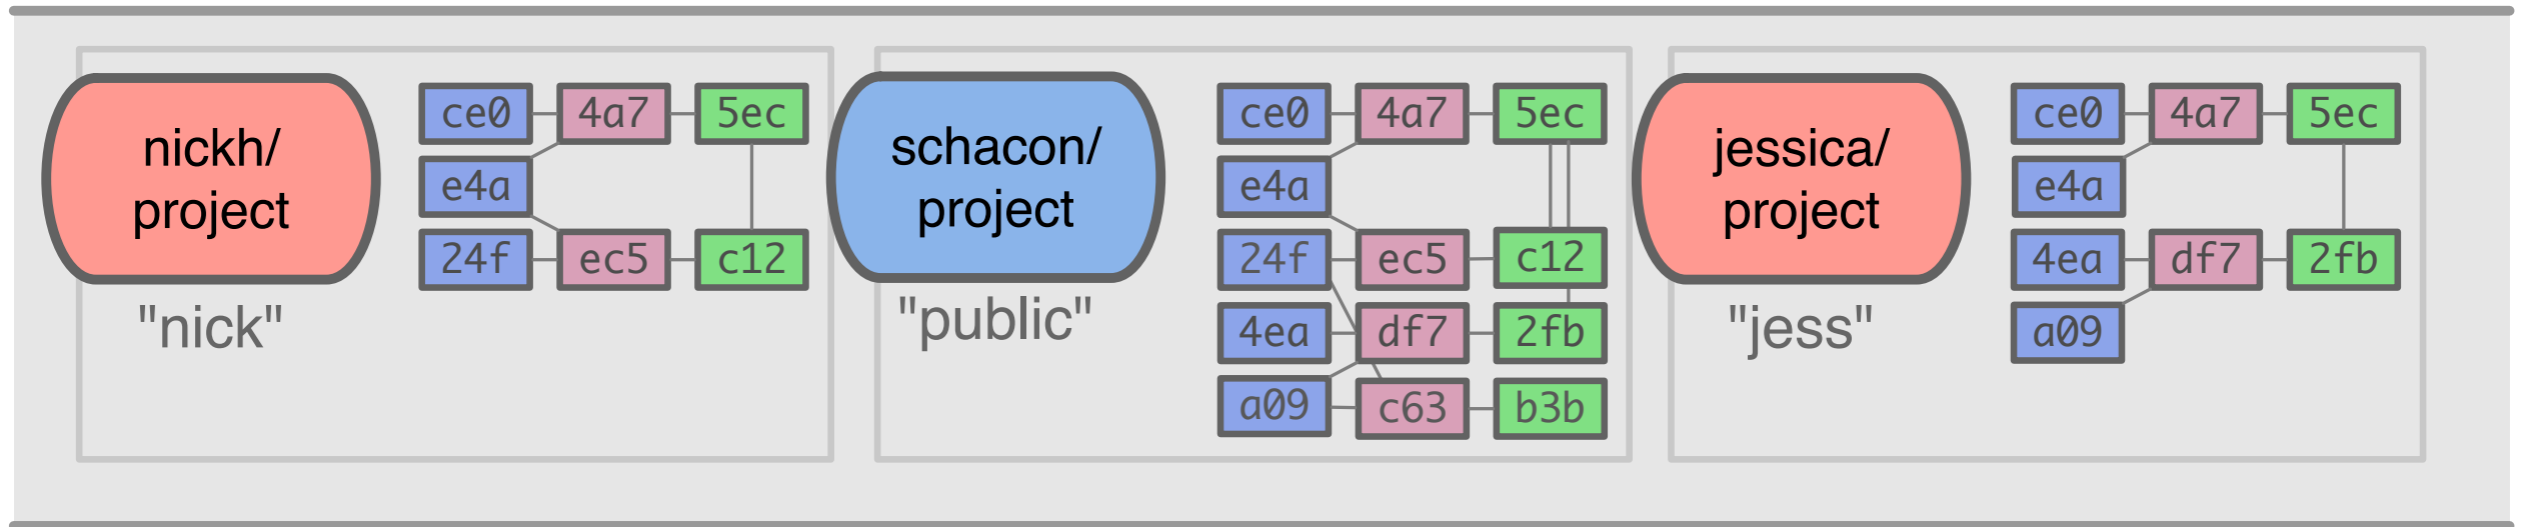 nickh/
project
"nick"
ce0 4a7 5ec
e4a
24f ec5 c12
schacon/
project
"public"
ce0 4a7 5ec
e4a
24f ec5 c12
4ea df7 2fb
a09 c63 b3b
jessica/
project
"jess"
ce0 4a7 5ec
e4a
4ea df7 2fb
a09